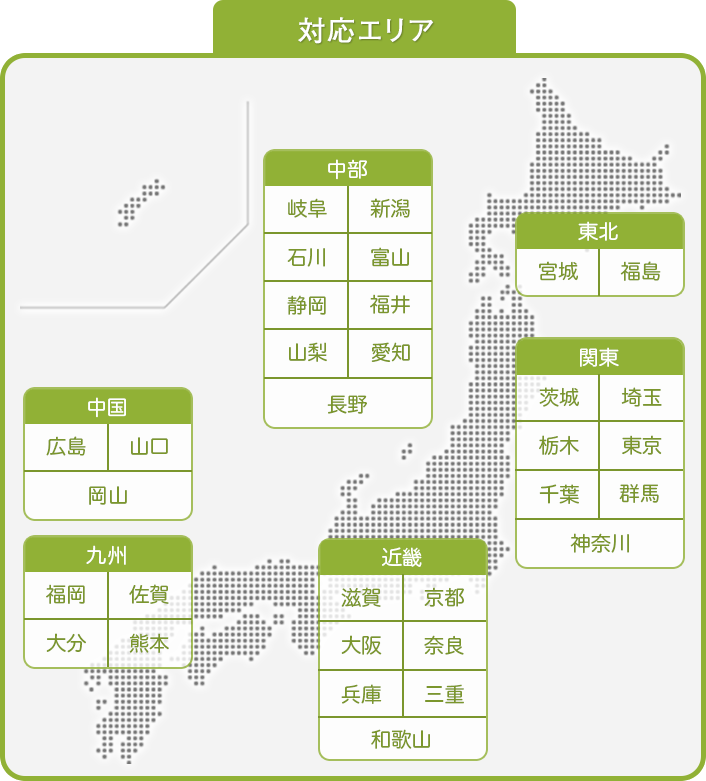 対応エリア
中部
岐阜 新潟
石川 富山
静岡 福井
山梨 愛知
長野
東北
宮城 福島
関東
茨城 埼玉
栃木 東京
千葉 群馬
神奈川
中国
広島 山口
岡山
九州
福岡 佐賀
大分 熊本
近畿
滋賀 京都
大阪 奈良
兵庫 三重
和歌山